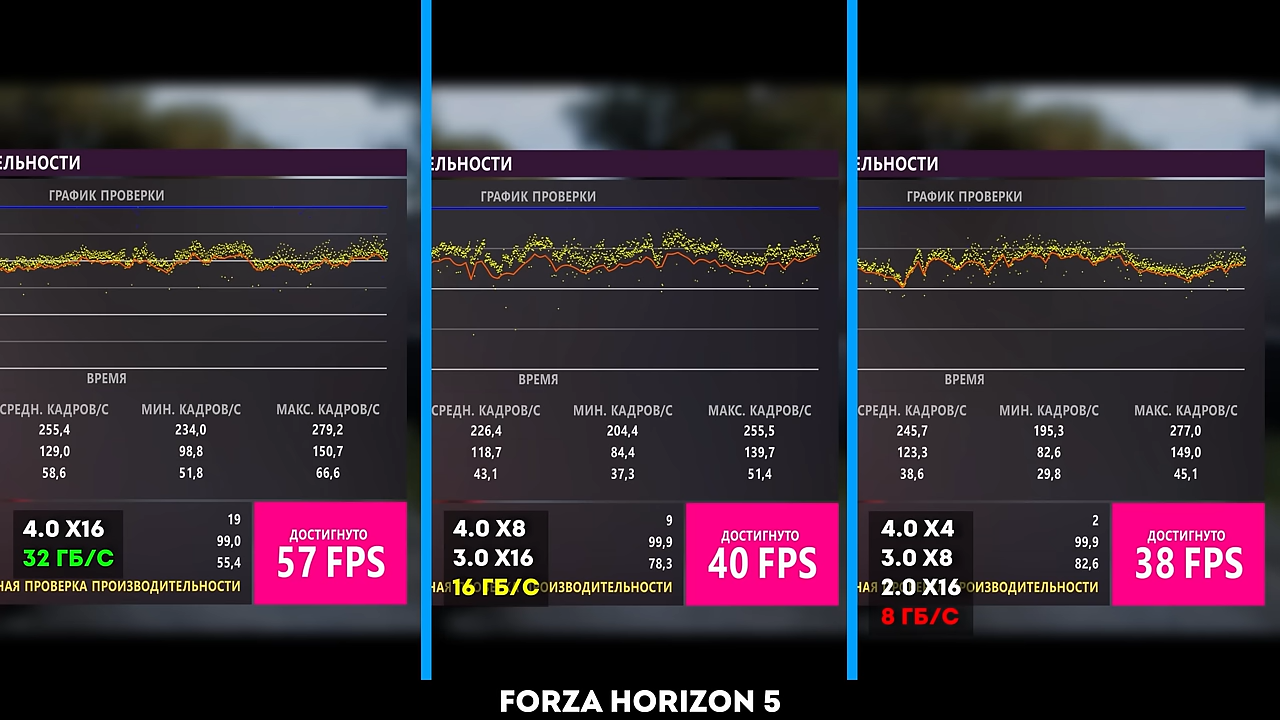 ЕЛЬНОСТИ
ГРАФИК ПРОВЕРКИ
ВРЕМЯ
СРЕДН. КАДРОВ/С МИН. КАДРОВ/С МАКС. КАДРОВ/С
255,4 234,0 279,2
129,0 98,8 150,7
58,6 51,8 66,6
4.0 X16
32 ГБ/С
19
99,0
55,4
НАЯ ПРОВЕРКА ПРОИЗВОДИТЕЛЬНОСТИ
ДОСТИГНУТО
57 FPS
ЕЛЬНОСТИ
ГРАФИК ПРОВЕРКИ
ВРЕМЯ
СРЕДН. КАДРОВ/С МИН. КАДРОВ/С МАКС. КАДРОВ/С
226,4 204,4 255,5
118,7 84,4 139,7
43,1 37,3 51,4
4.0 X8
3.0 X16
16 ГБ/С
9
99,9
78,3
ОИЗВОДИТЕЛЬНОСТИ
ДОСТИГНУТО
40 FPS
ЕЛЬНОСТИ
ГРАФИК ПРОВЕРКИ
ВРЕМЯ
СРЕДН. КАДРОВ/С МИН. КАДРОВ/С МАКС. КАДРОВ/С
245,7 195,3 277,0
123,3 82,6 149,0
38,6 29,8 45,1
4.0 X4
3.0 X8
2.0 X16
8 ГБ/С
2
99,9
82,6
РОИЗВОДИТЕЛЬНОСТИ
ДОСТИГНУТО
38 FPS
FORZA HORIZON 5